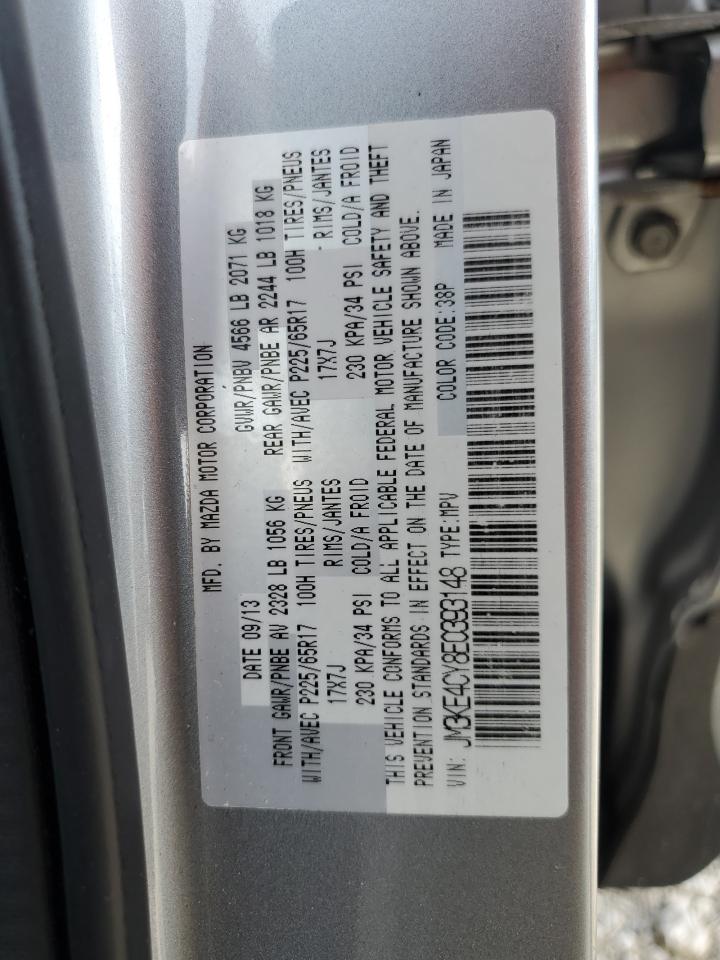 MFD. BY MAZDA MOTOR CORPORATION
DATE 09/13 GVWR/PNBV 4566 LB 2071 KG
FRONT GAWR/PNBE AV 2328 LB 1056 KG REAR GAWR/PNBE AR 2244 LB 1018 KG
WITH/AVEC P225/65R17 100H TIRES/PNEUS WITH/AVEC P225/65R17 100H TIRES/PNEUS
17X7J RIMS/JANTES 17X7J RIMS/JANTES
230 KPA/34 PSI COLD/A FROID 230 KPA/34 PSI COLD/A FROID
THIS VEHICLE CONFORMS TO ALL APPLICABLE FEDERAL MOTOR VEHICLE SAFETY AND THEFT
PREVENTION STANDARDS IN EFFECT ON THE DATE OF MANUFACTURE SHOWN ABOVE.
VIN: JM3KE4CY8E0393148 TYPE:MPV COLOR CODE:38P MADE IN JAPAN